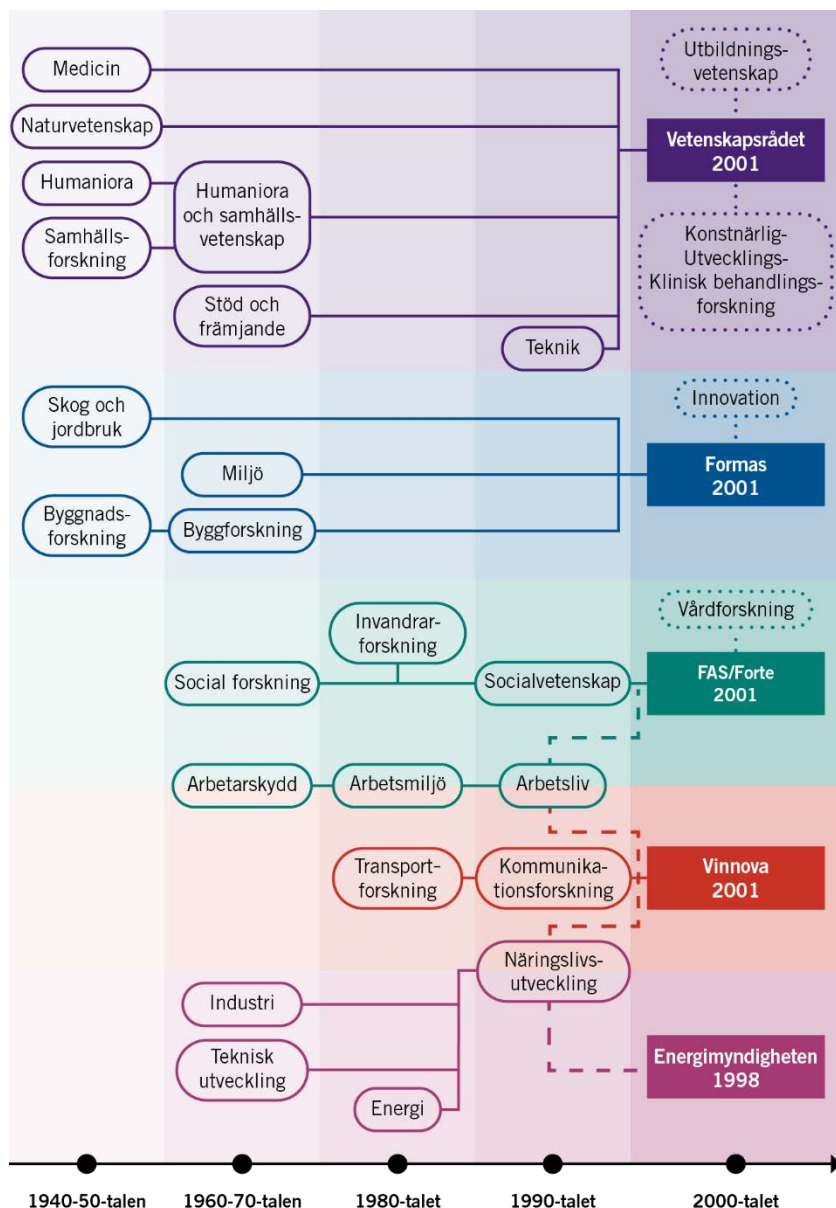 Medicin
Naturvetenskap
Humaniora
Samhälls-
forskning
Humaniora
och samhälls-
vetenskap
Stöd och
främjande
Teknik
Utbildnings-
vetenskap
Vetenskapsrådet
2001
Konstnärlig-
Utvecklings-
Klinisk behandlings-
forskning
Skog och
jordbruk
Miljö
Byggnads-
forskning
Byggforskning
Innovation
Formas
2001
Invandrar-
forskning
Social forskning
Socialvetenskap
Vårdforskning
FAS/Forte
2001
Arbetarskydd
Arbetsmiljö
Arbetsliv
Transport-
forskning
Kommunika-
tionsforskning
Vinnova
2001
Näringslivs-
utveckling
Industri
Teknisk
utveckling
Energi
Energimyndigheten
1998
1940-50-talen
1960-70-talen
1980-talet
1990-talet
2000-talet